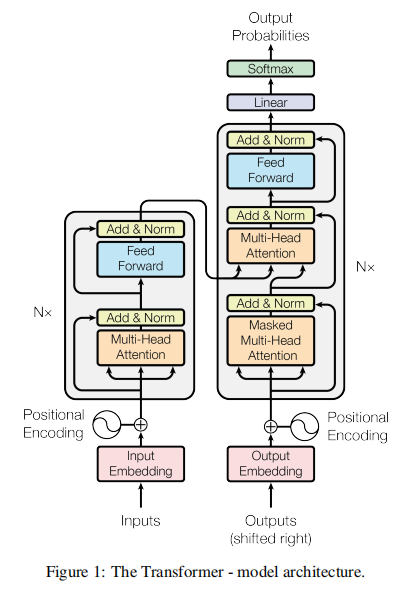 Output
Probabilities
Softmax
Linear
Add & Norm
Feed
Forward
Add & Norm
Multi-Head
Attention
Add & Norm
Masked
Multi-Head
Attention
Nx
Add & Norm
Feed
Forward
Add & Norm
Multi-Head
Attention
Nx
Positional
Encoding
Positional
Encoding
Input
Embedding
Output
Embedding
Inputs
Outputs
(shifted right)
Figure 1: The Transformer - model architecture.